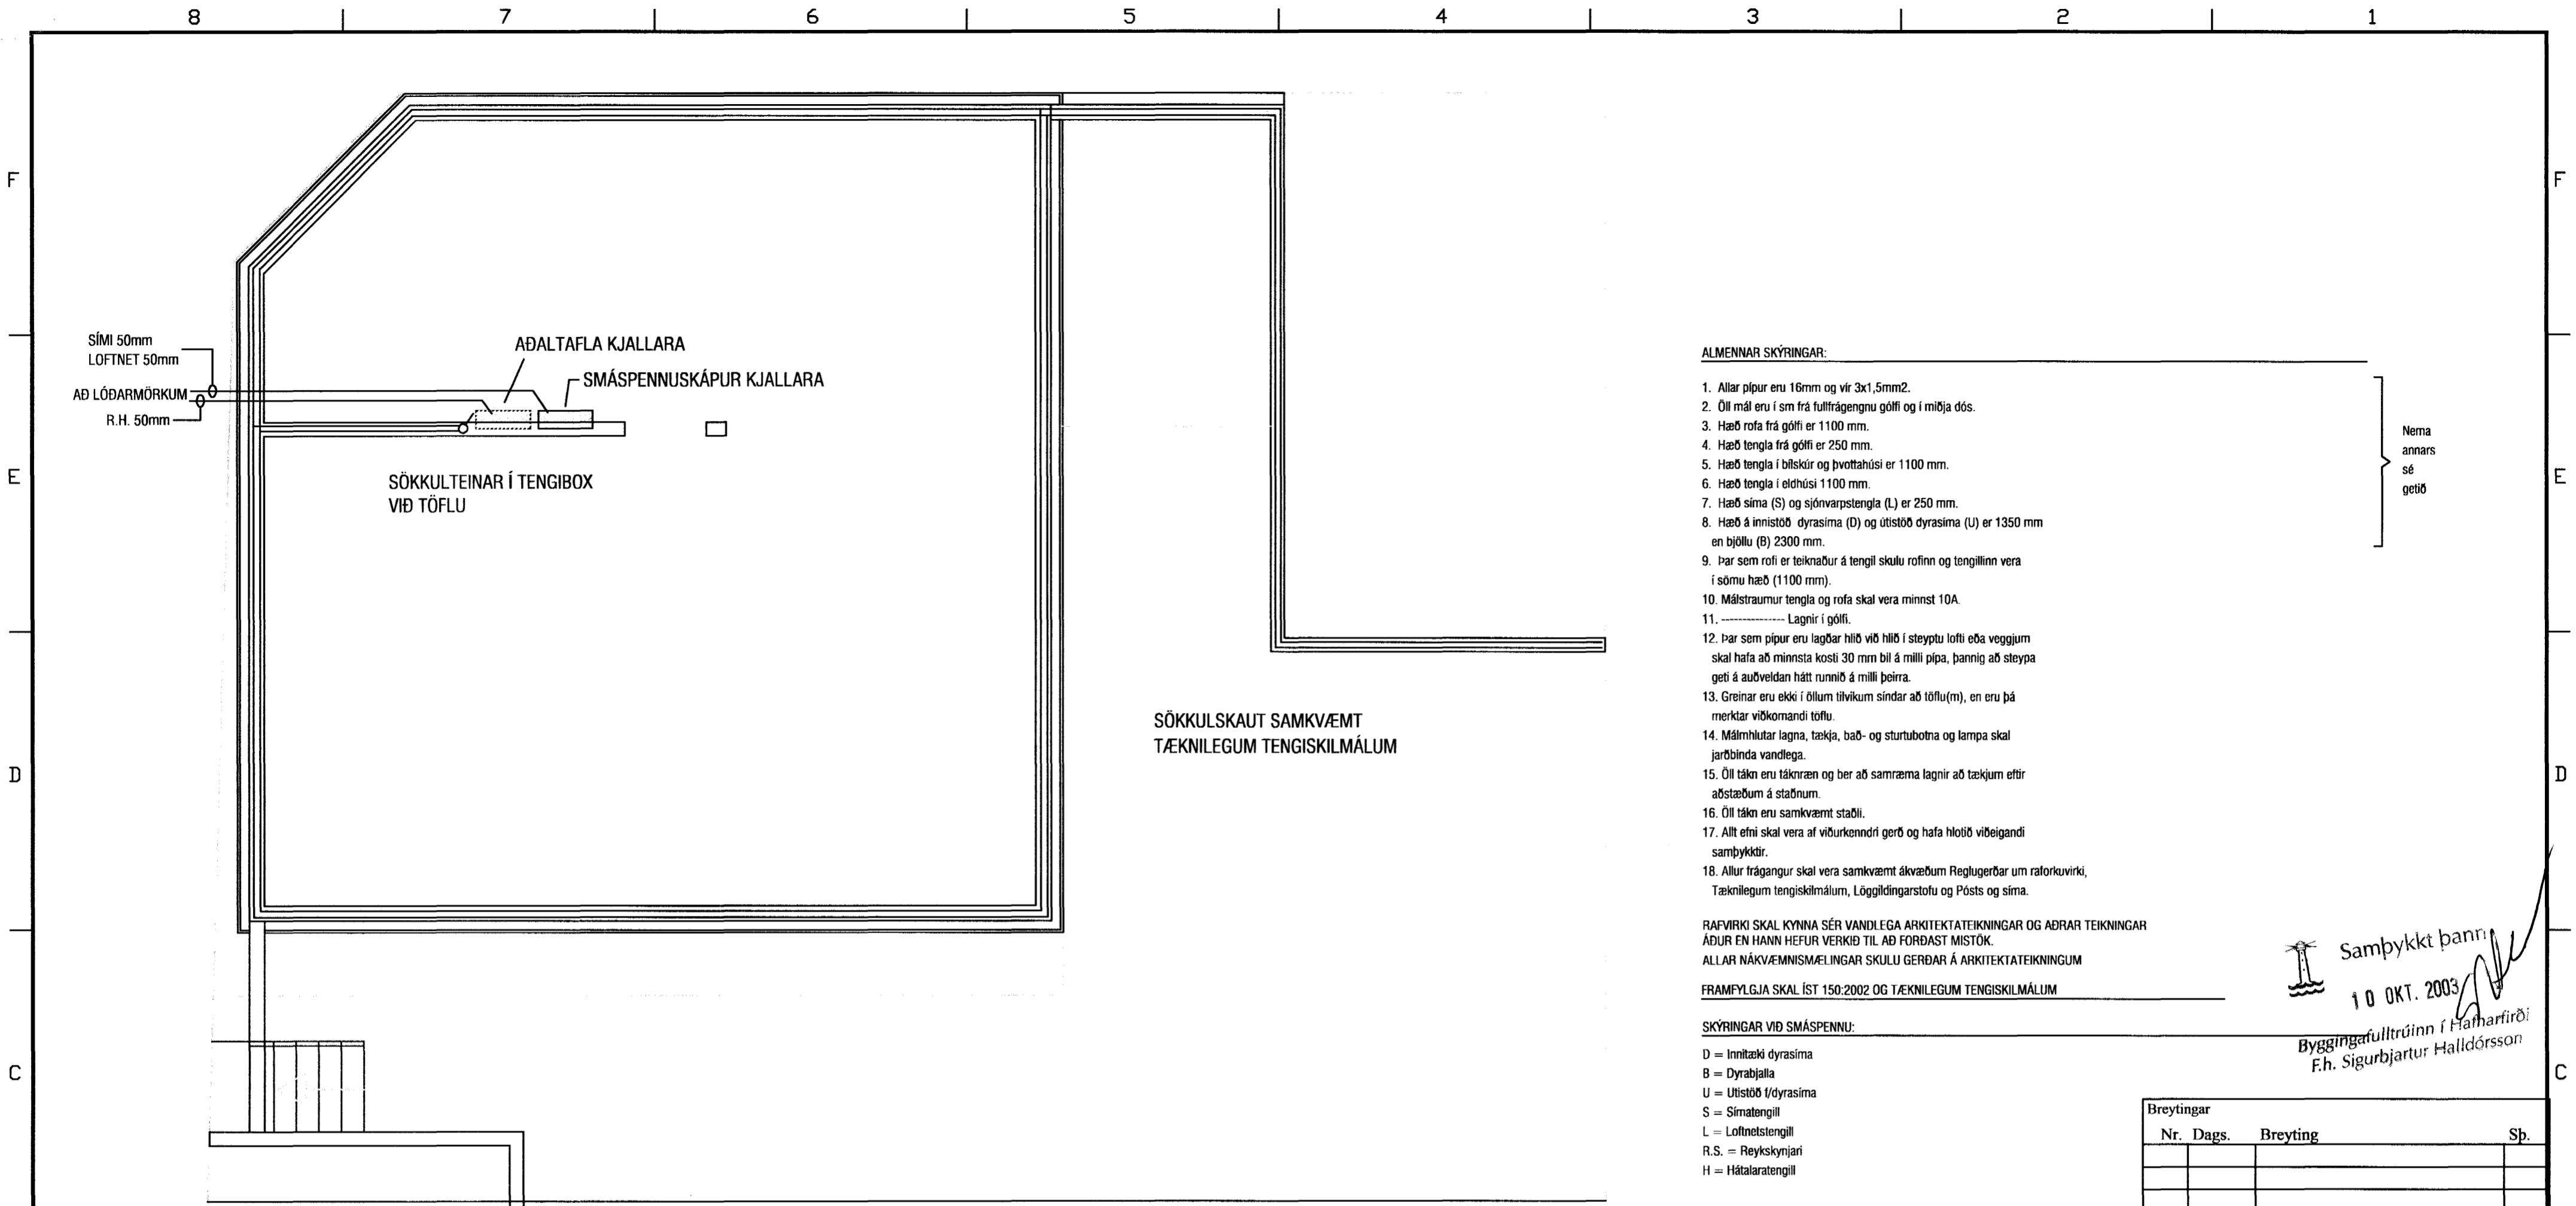 8 7 6 5 4 3 2 1
F
F
SÍMI 50mm
LOFTNET 50mm
AÐ LÓÐARMÖRKUM
R.H. 50mm
AÐALTAFLA KJALLARA
SMÁSPENNUSKÁPUR KJALLARA
E
E
SÖKKULTEINAR Í TENGIBOX
VIÐ TÖFLU
SÖKKULSKAUT SAMKVÆMT
TÆKNILEGUM TENGISKILMÁLUM
D
D
C
C
ALMENNAR SKÝRINGAR:
1. Allar pípur eru 16mm og vír 3x1,5mm2.
2. Öll mál eru í sm frá fullfrágengnu gólfi og í miðja dós.
3. Hæð rofa frá gólfi er 1100 mm.
4. Hæð tengla frá gólfi er 250 mm.
5. Hæð tengla í bílskúr og þvottahúsi er 1100 mm.
6. Hæð tengla í eldhúsi 1100 mm.
7. Hæð síma (S) og sjónvarpstengla (L) er 250 mm.
8. Hæð á innistöð dyrasíma (D) og útistöð dyrasíma (U) er 1350 mm
en bjöllu (B) 2300 mm.
Nema
annars
sé
getið
9. Þar sem rofi er teiknaður á tengil skulu rofinn og tengillinn vera
í sömu hæð (1100 mm).
10. Málstraumur tengla og rofa skal vera minnst 10A.
11. --------------- Lagnir í gólfi.
12. Þar sem pípur eru lagðar hlið við hlið í steyptu lofti eða veggjum
skal hafa að minnsta kosti 30 mm bil á milli pípa, þannig að steypa
geti á auðveldan hátt runnið á milli þeirra.
13. Greinar eru ekki í öllum tilvikum síndar að töflu(m), en eru þá
merktar viðkomandi töflu.
14. Málmhlutar lagna, tækja, bað- og sturtubotna og lampa skal
jarðbinda vandlega.
15. Öll tákn eru táknræn og ber að samræma lagnir að tækjum eftir
aðstæðum á staðnum.
16. Öll tákn eru samkvæmt staðli.
17. Allt efni skal vera af viðurkenndri gerð og hafa hlotið viðeigandi
samþykktir.
18. Allur frágangur skal vera samkvæmt ákvæðum Reglugerðar um raforkuvirki,
Tæknilegum tengiskilmálum, Löggildingarstofu og Pósts og síma.
RAFVIRKI SKAL KYNNA SÉR VANDLEGA ARKITEKTATEIKNINGAR OG AÐRAR TEIKNINGAR
ÁÐUR EN HANN HEFUR VERKIÐ TIL AÐ FORÐAST MISTÖK.
ALLAR NÁKVÆMNISMÆLINGAR SKULU GERÐAR Á ARKITEKTATEIKNINGUM
FRAMFYLGJA SKAL ÍST 150:2002 OG TÆKNILEGUM TENGISKILMÁLUM
SKÝRINGAR VIÐ SMÁSPENNU:
D = Innitæki dyrasíma
B = Dyrabjalla
U = Utistöð f/dyrasíma
S = Símatengill
L = Loftnetstengill
R.S. = Reykskynjari
H = Hátalaratengill
Samþykkt þann
10 OKT. 2003
Byggingafulltrúinn í Hafnarfirði
F.h. Sigurbjartur Halldórsson
Breytingar
Nr. Dags. Breyting Sþ.